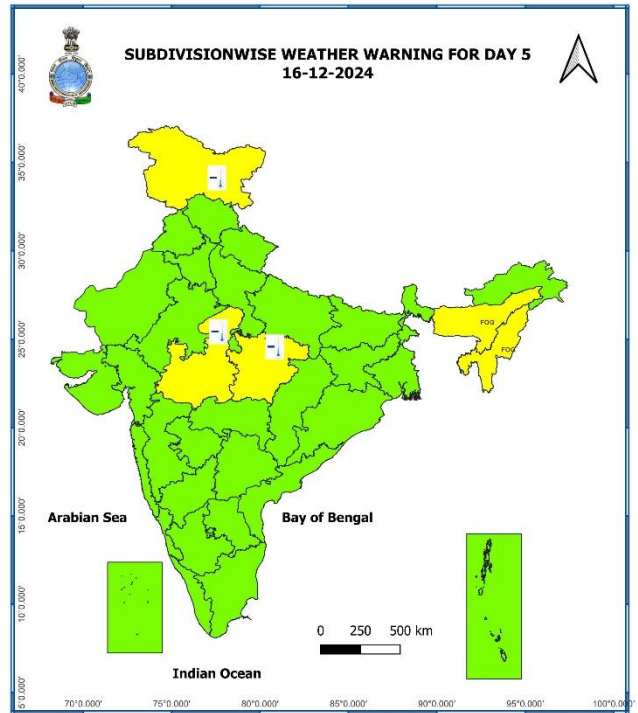 SUBDIVISIONWISE WEATHER WARNING FOR DAY 5
16-12-2024
40°0.000'
35°0.000'
30°0.000'
25°0.000'
20°0.000'
15°0.000'
10°0.000'
5°0.000'
FOG
FOG
Arabian Sea
Bay of Bengal
0 250 500 km
Indian Ocean
70°0.000' 75°0.000' 80°0.000' 85°0.000' 90°0.000' 95°0.000' 100°0.000'